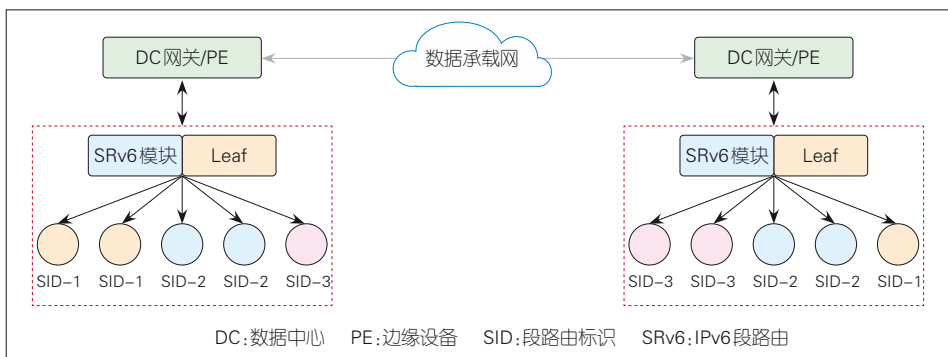 DC网关/PE
数据承载网
DC网关/PE
SRv6模块
Leaf
SRv6模块
Leaf
SID-1
SID-1
SID-2
SID-2
SID-3
SID-3
SID-3
SID-2
SID-2
SID-1
DC:数据中心 PE:边缘设备 SID:段路由标识 SRv6:IPv6段路由